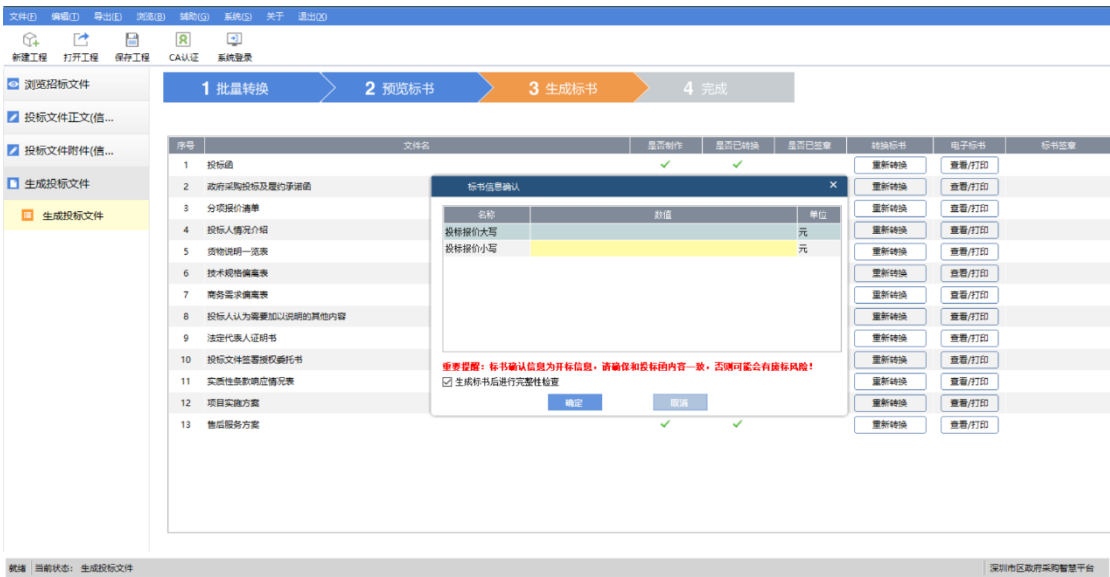 文件(F) 编辑(I) 导出(E) 浏览(B) 辅助(G) 系统(S) 关于 退出(X)
新建工程 打开工程 保存工程 CA认证 系统登录
浏览招标文件
投标文件正文(信...
投标文件附件(信...
生成投标文件
生成投标文件
1 批量转换 2 预览标书 3 生成标书 4 完成
序号 文件名 是否制作 是否已转换 是否已签章 转换标书 电子标书 标书签章
1 投标函 重新转换 查看/打印
2 政府采购投标及履约承诺函 重新转换 查看/打印
3 分项报价清单 重新转换 查看/打印
4 投标人情况介绍 重新转换 查看/打印
5 货物说明一览表 重新转换 查看/打印
6 技术规格偏离表 重新转换 查看/打印
7 商务需求偏离表 重新转换 查看/打印
8 投标人认为需要加以说明的其他内容 重新转换 查看/打印
9 法定代表人证明书 重新转换 查看/打印
10 投标文件签署授权委托书 重新转换 查看/打印
11 实质性条款响应情况表 重新转换 查看/打印
12 项目实施方案 重新转换 查看/打印
13 售后服务方案 重新转换 查看/打印
标书信息确认
名称 数值 单位
投标报价大写 元
投标报价小写 元
重要提醒：标书确认信息为开标信息，请确保和投标函内容一致，否则可能会有废标风险！
生成标书后进行完整性检查
确定 取消
就绪 当前状态： 生成投标文件 深圳市区政府采购智慧平台